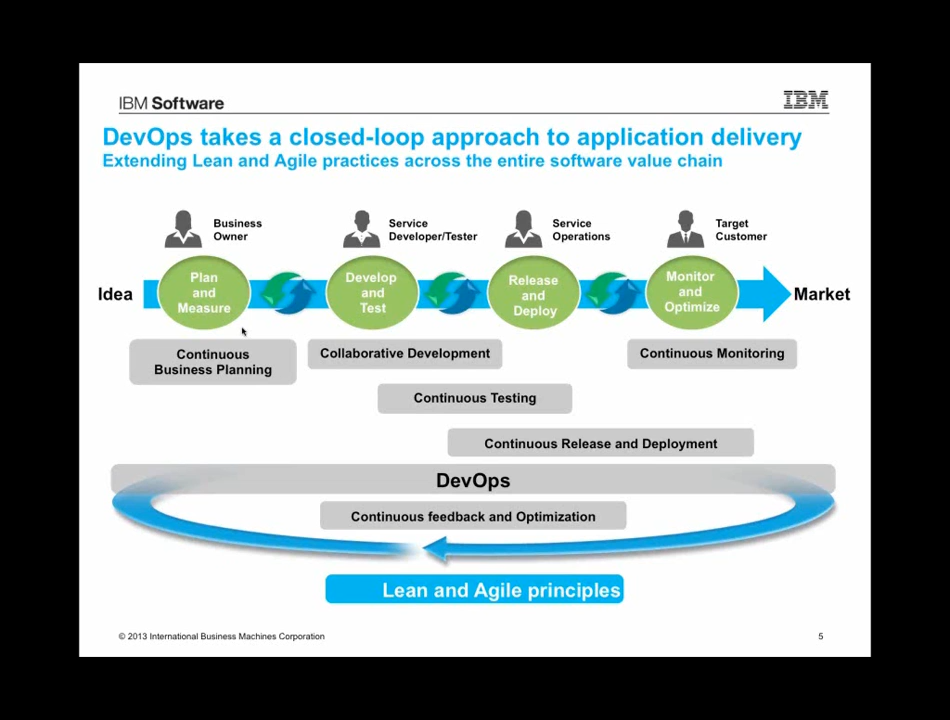 IBM Software
IBM
DevOps takes a closed-loop approach to application delivery
Extending Lean and Agile practices across the entire software value chain
Business
Owner
Service
Developer/Tester
Service
Operations
Target
Customer
Idea
Plan
and
Measure
Develop
and
Test
Release
and
Deploy
Monitor
and
Optimize
Market
Continuous
Business Planning
Collaborative Development
Continuous Monitoring
Continuous Testing
Continuous Release and Deployment
DevOps
Continuous feedback and Optimization
Lean and Agile principles
© 2013 International Business Machines Corporation
5